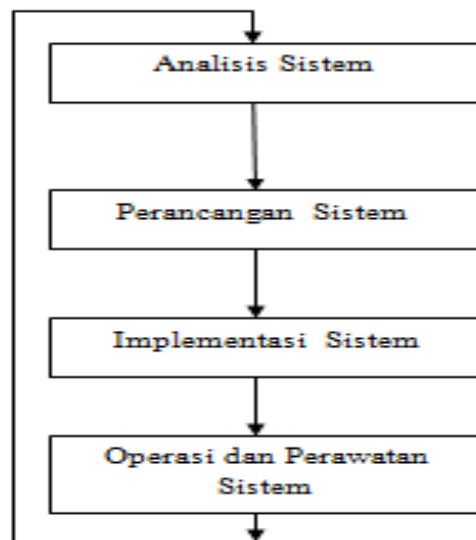 Analisis Sistem
Perancangan Sistem
Implementasi Sistem
Operasi dan Perawatan
Sistem